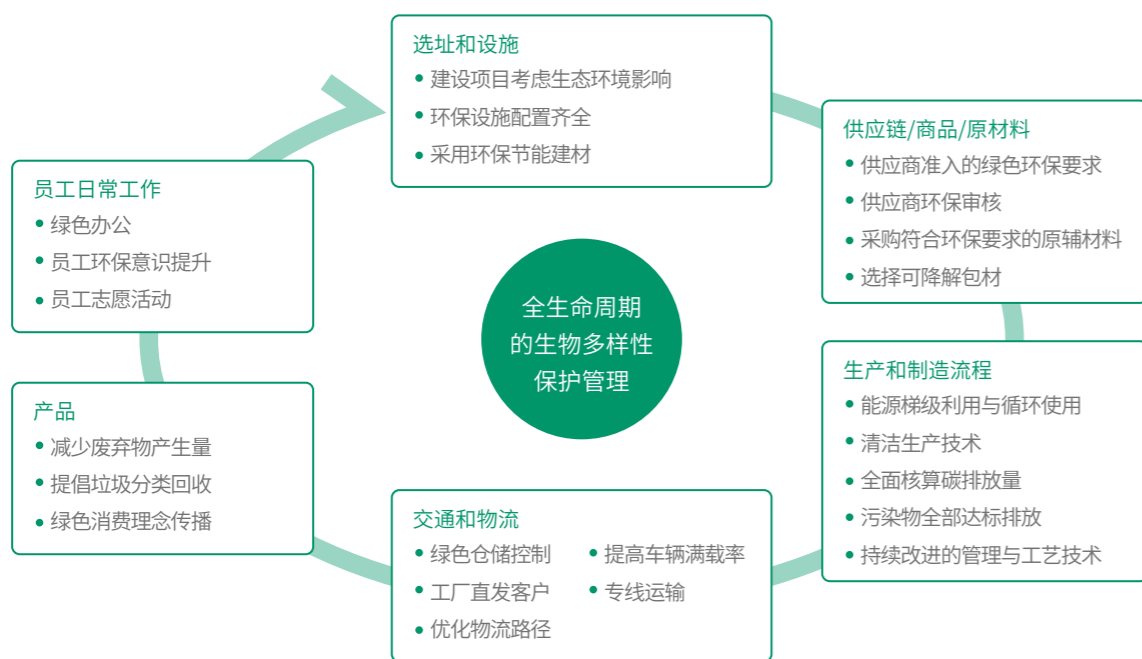 选址和设施
• 建设项目考虑生态环境影响
• 环保设施配置齐全
• 采用环保节能建材
供应链/商品/原材料
• 供应商准入的绿色环保要求
• 供应商环保审核
• 采购符合环保要求的原辅材料
• 选择可降解包材
生产和制造流程
• 能源梯级利用与循环使用
• 清洁生产技术
• 全面核算碳排放量
• 污染物全部达标排放
• 持续改进的管理与工艺技术
交通和物流
• 绿色仓储控制
• 工厂直发客户
• 优化物流路径
• 提高车辆满载率
• 专线运输
产品
• 减少废弃物产生量
• 提倡垃圾分类回收
• 绿色消费理念传播
员工日常工作
• 绿色办公
• 员工环保意识提升
• 员工志愿活动
全生命周期
的生物多样性
保护管理